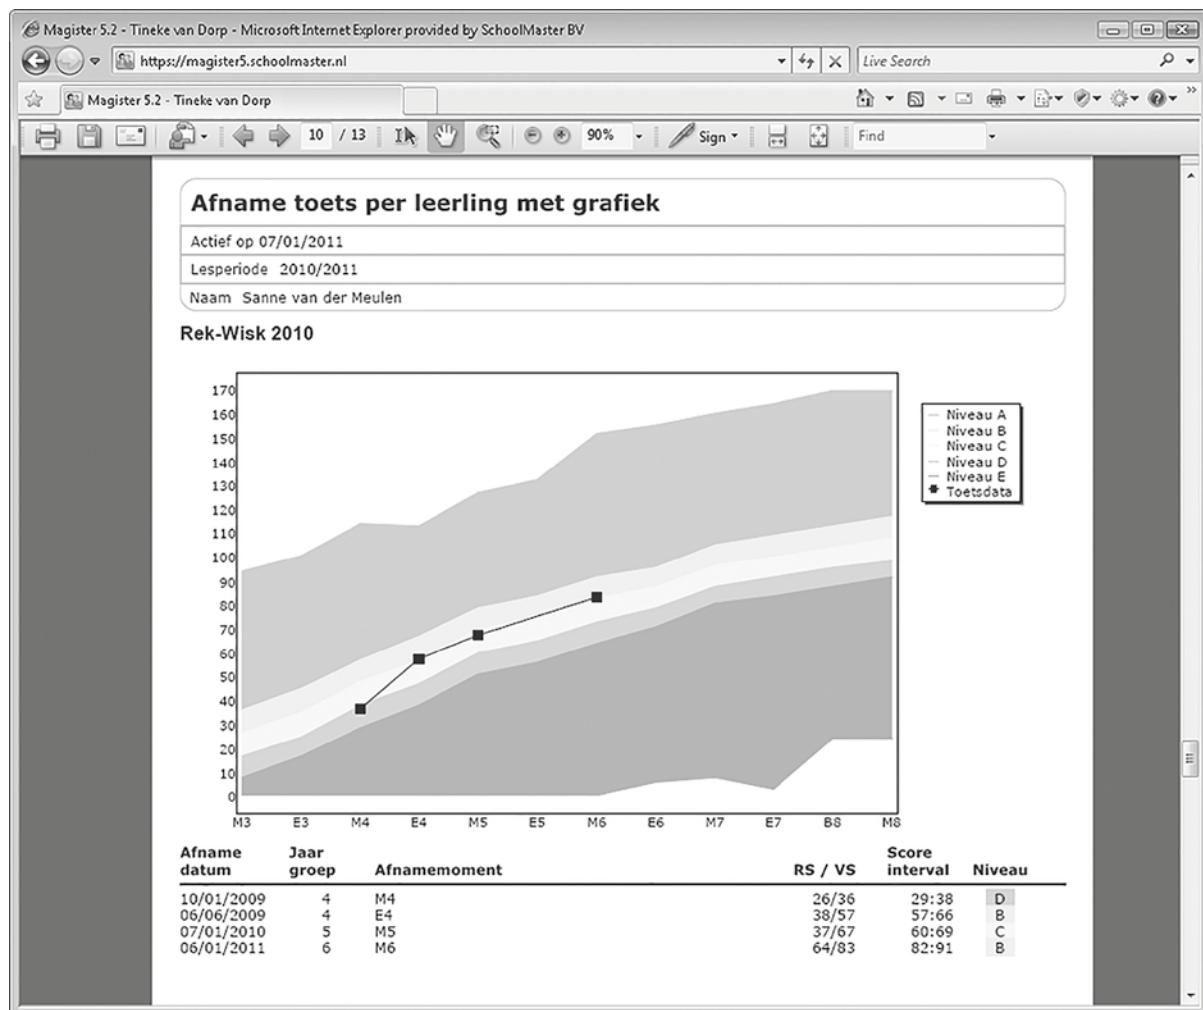 Magister 5.2 - Tineke van Dorp - Microsoft Internet Explorer provided by SchoolMaster BV
https://magister5.schoolmaster.nl
Live Search
Magister 5.2 - Tineke van Dorp
10 / 13 90% Sign Find
Afname toets per leerling met grafiek
Actief op 07/01/2011
Lesperiode 2010/2011
Naam Sanne van der Meulen
Rek-Wisk 2010
170
160
150
140
130
120
110
100
90
80
70
60
50
40
30
20
10
0
M3 E3 M4 E4 M5 E5 M6 E6 M7 E7 B8 M8
Niveau A
Niveau B
Niveau C
Niveau D
Niveau E
Toetsdata
Afname Jaar Score
datum groep Afnamemoment RS / VS interval Niveau
10/01/2009 4 M4 26/36 29:38 D
06/06/2009 4 E4 38/57 57:66 B
07/01/2010 5 M5 37/67 60:69 C
06/01/2011 6 M6 64/83 82:91 B